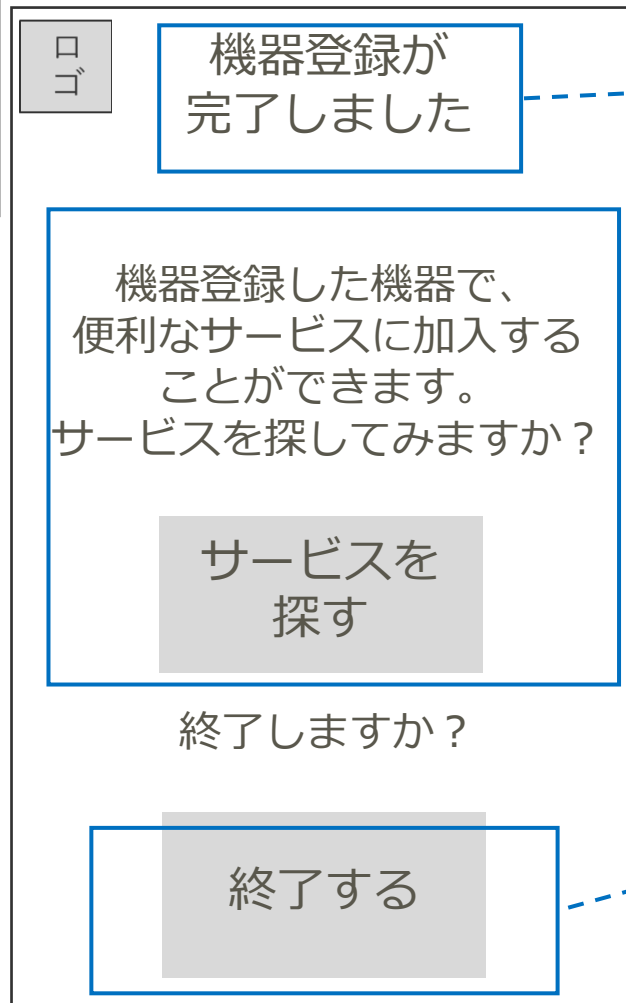 ロ
ゴ
機器登録が
完了しました
機器登録した機器で、
便利なサービスに加入する
ことができます。
サービスを探してみますか？
サービスを
探す
終了しますか？
終了する